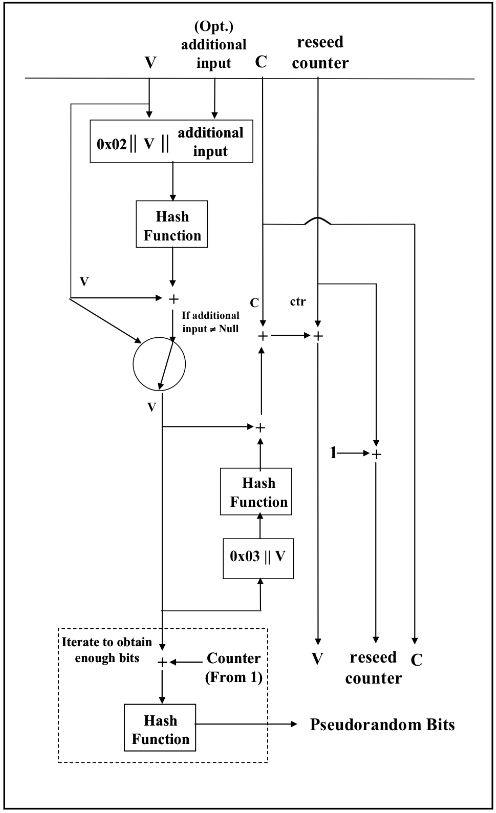 (Opt.)
additional
input
V
C
reseed
counter
0x02 || V || additional
input
Hash
Function
V
+
If additional
input ≠ Null
C
ctr
+
+
V
+
1
+
Hash
Function
0x03 || V
Iterate to obtain
enough bits
+
Counter
(From 1)
V
reseed
counter
C
Hash
Function
Pseudorandom Bits